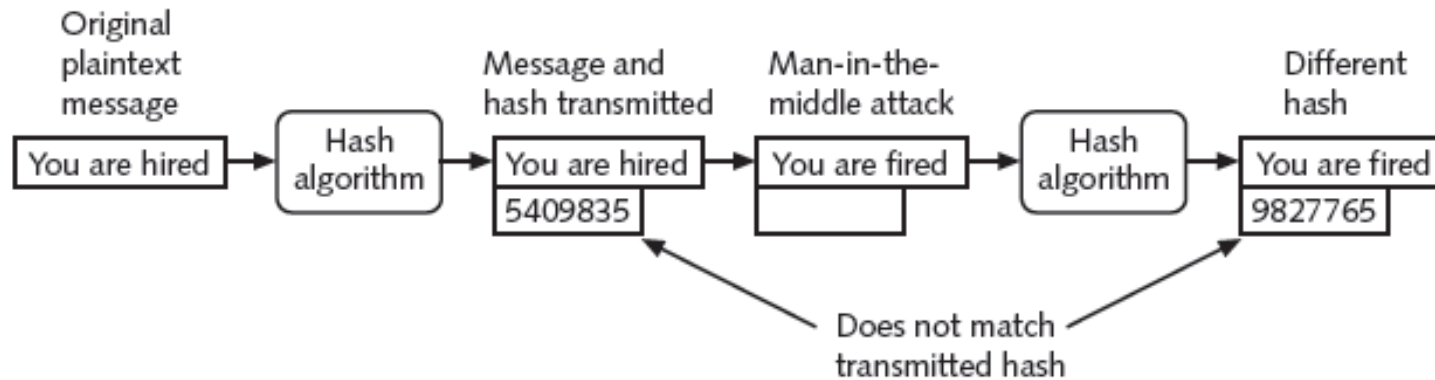 Original
plaintext
message
You are hired
Hash
algorithm
Message and
hash transmitted
You are hired
5409835
Man-in-the-
middle attack
You are fired
Hash
algorithm
Different
hash
You are fired
9827765
Does not match
transmitted hash